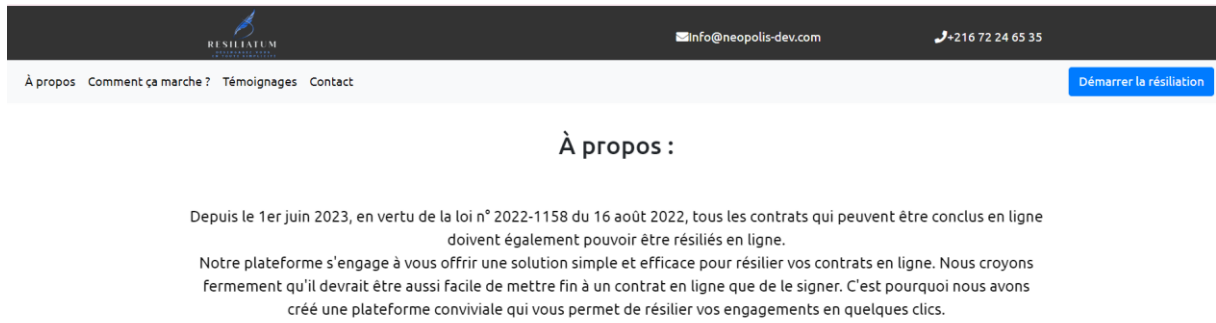 RESILIATUM
Info@neopolis-dev.com
+216 72 24 65 35
À propos Comment ça marche ? Témoignages Contact
Démarrer la résiliation
À propos :
Depuis le 1er juin 2023, en vertu de la loi n° 2022-1158 du 16 août 2022, tous les contrats qui peuvent être conclus en ligne
doivent également pouvoir être résiliés en ligne.
Notre plateforme s'engage à vous offrir une solution simple et efficace pour résilier vos contrats en ligne. Nous croyons
fermement qu'il devrait être aussi facile de mettre fin à un contrat en ligne que de le signer. C'est pourquoi nous avons
créé une plateforme conviviale qui vous permet de résilier vos engagements en quelques clics.